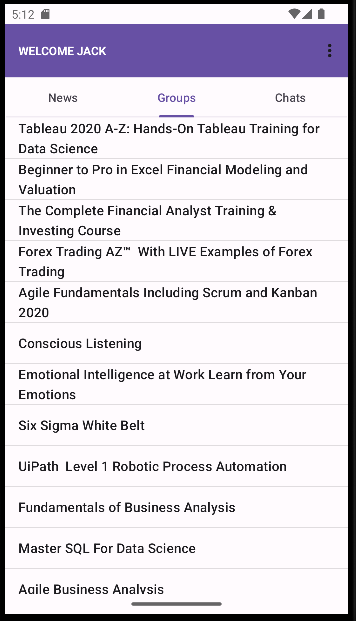 5:12
WELCOME JACK
News
Groups
Chats
Tableau 2020 A-Z: Hands-On Tableau Training for
Data Science
Beginner to Pro in Excel Financial Modeling and
Valuation
The Complete Financial Analyst Training &
Investing Course
Forex Trading AZ™  With LIVE Examples of Forex
Trading
Agile Fundamentals Including Scrum and Kanban
2020
Conscious Listening
Emotional Intelligence at Work Learn from Your
Emotions
Six Sigma White Belt
UiPath  Level 1 Robotic Process Automation
Fundamentals of Business Analysis
Master SQL For Data Science
Agile Business Analysis